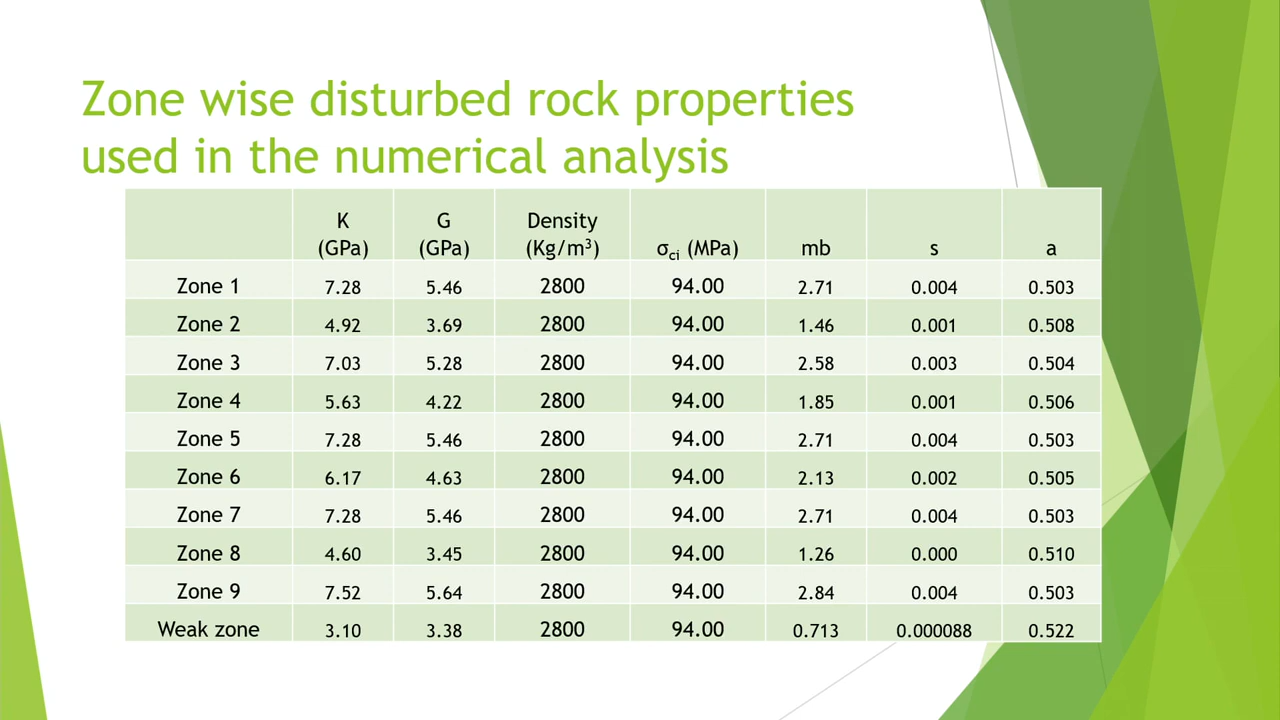 Zone wise disturbed rock properties
used in the numerical analysis
K (GPa) G (GPa) Density (Kg/m³) σci (MPa) mb s a
Zone 1 7.28 5.46 2800 94.00 2.71 0.004 0.503
Zone 2 4.92 3.69 2800 94.00 1.46 0.001 0.508
Zone 3 7.03 5.28 2800 94.00 2.58 0.003 0.504
Zone 4 5.63 4.22 2800 94.00 1.85 0.001 0.506
Zone 5 7.28 5.46 2800 94.00 2.71 0.004 0.503
Zone 6 6.17 4.63 2800 94.00 2.13 0.002 0.505
Zone 7 7.28 5.46 2800 94.00 2.71 0.004 0.503
Zone 8 4.60 3.45 2800 94.00 1.26 0.000 0.510
Zone 9 7.52 5.64 2800 94.00 2.84 0.004 0.503
Weak zone 3.10 3.38 2800 94.00 0.713 0.000088 0.522